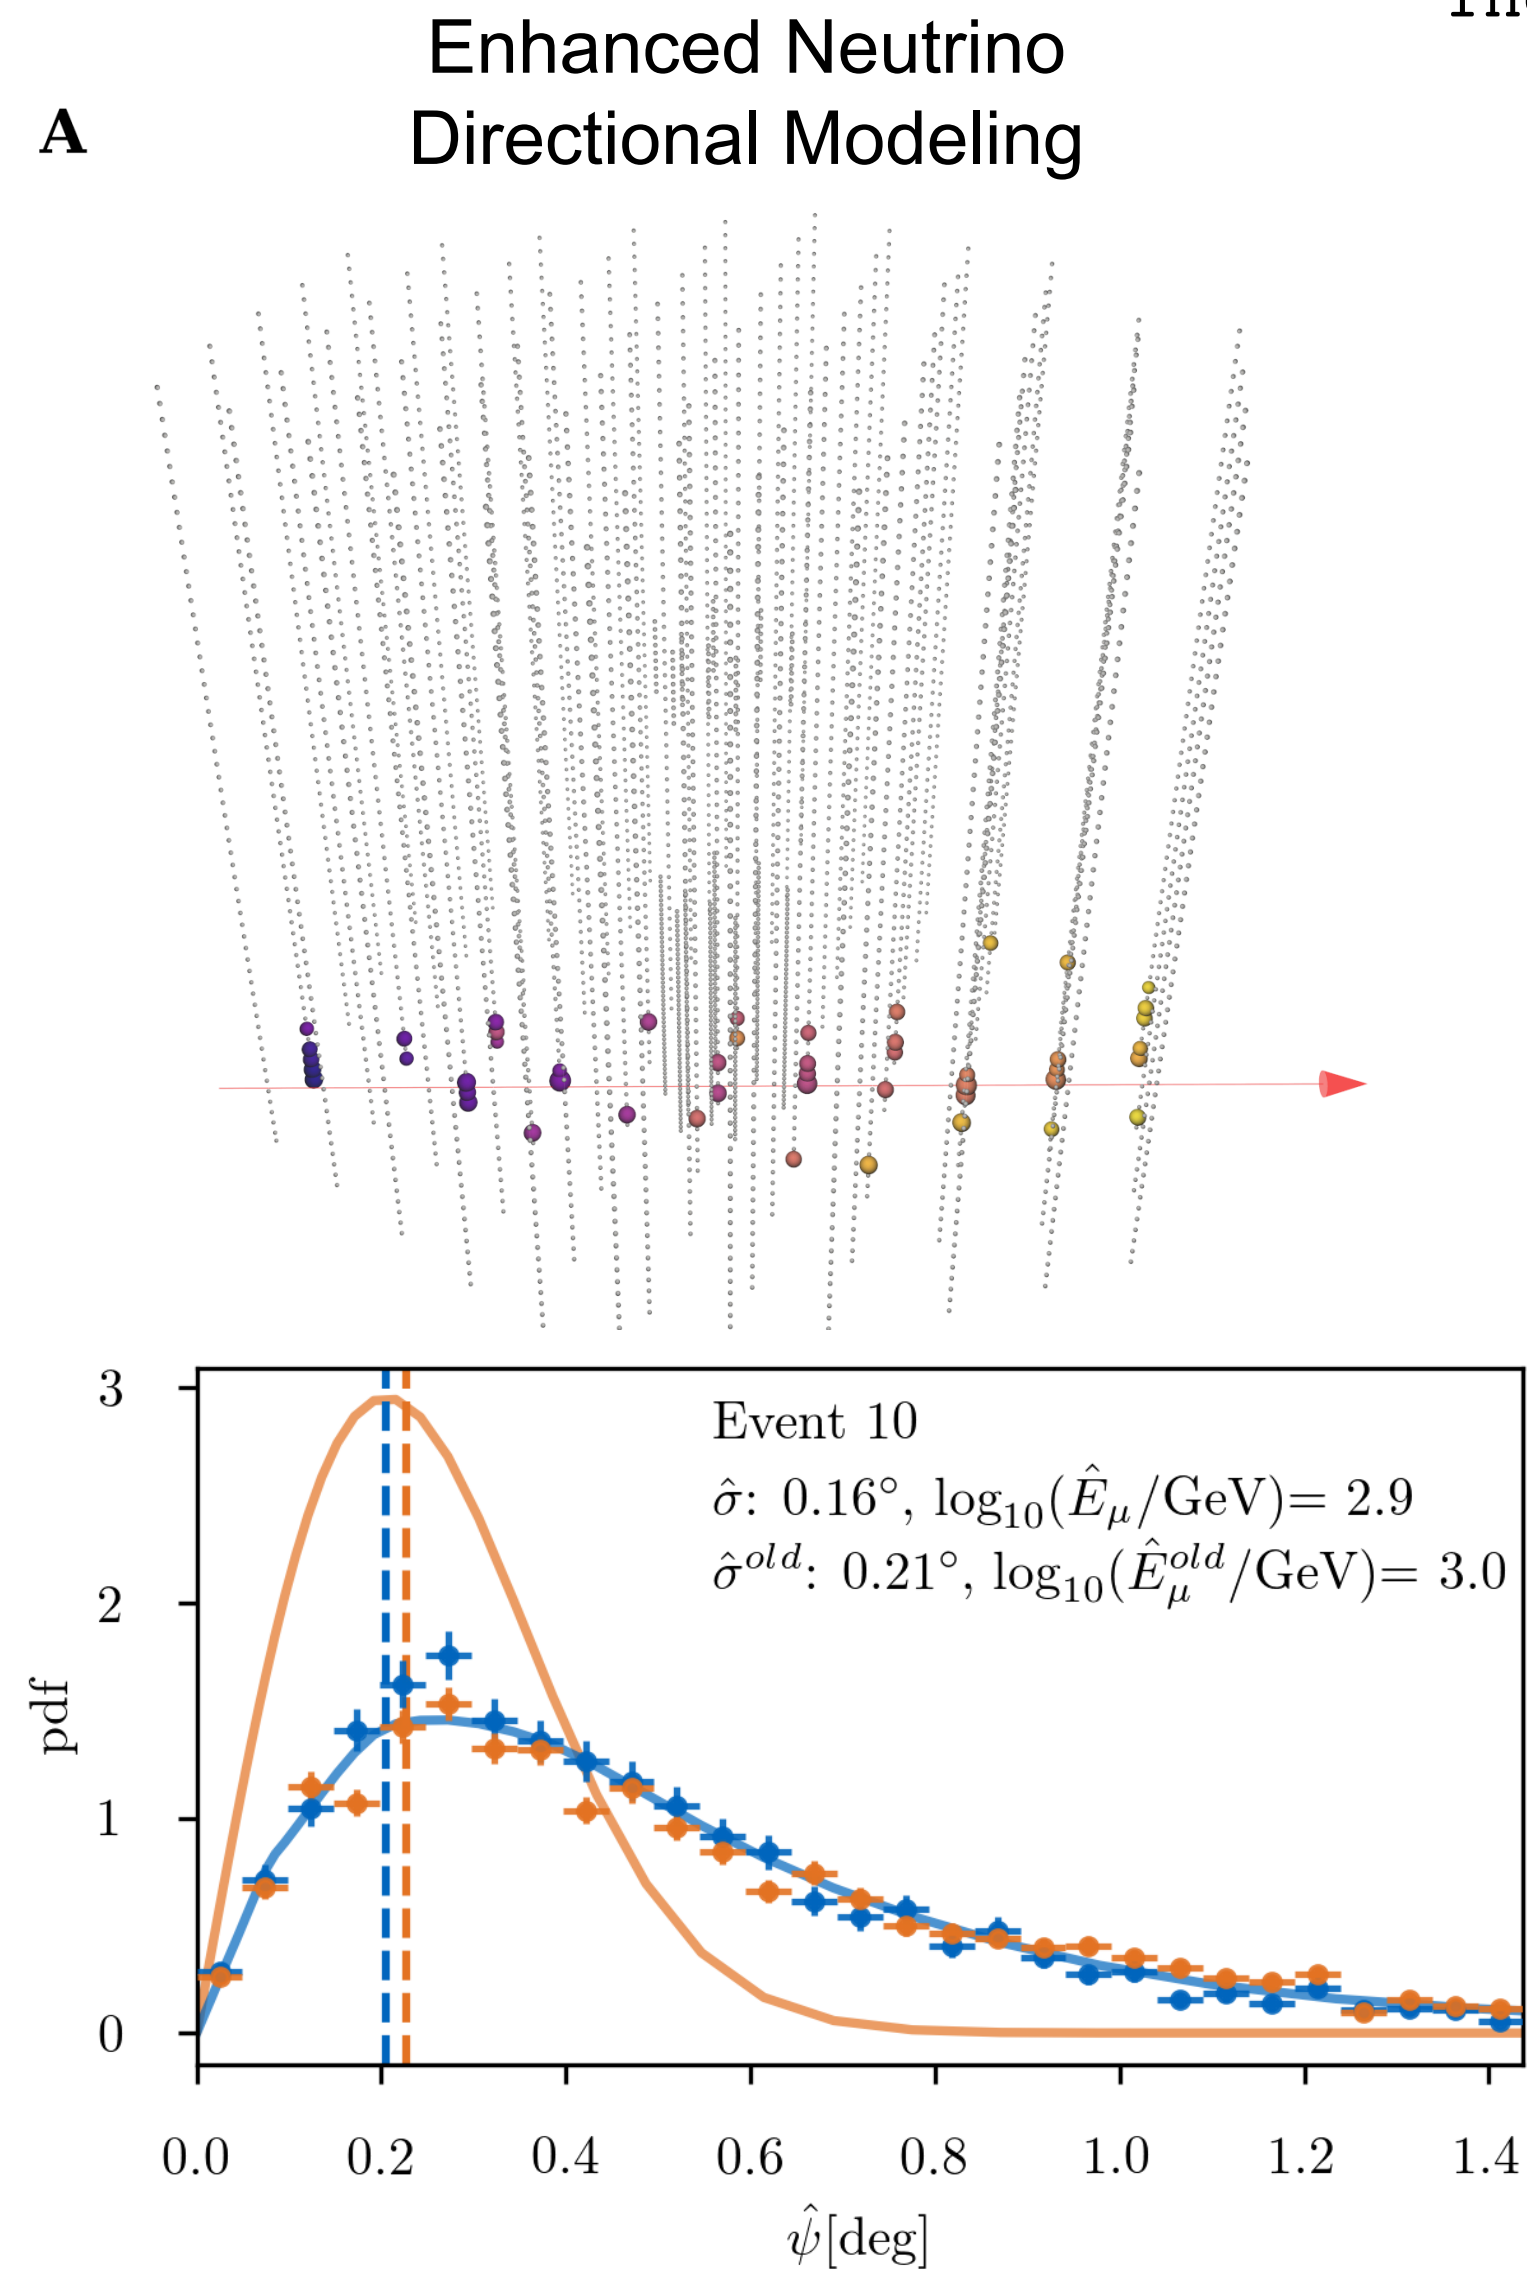 Enhanced Neutrino
Directional Modeling
A
3
2
1
0
pdf
Event 10
σ̂: 0.16°, log₁₀(Ê_μ/GeV)= 2.9
σ̂^old: 0.21°, log₁₀(Ê_μ^old/GeV)= 3.0
0.0 0.2 0.4 0.6 0.8 1.0 1.2 1.4
ψ̂[deg]